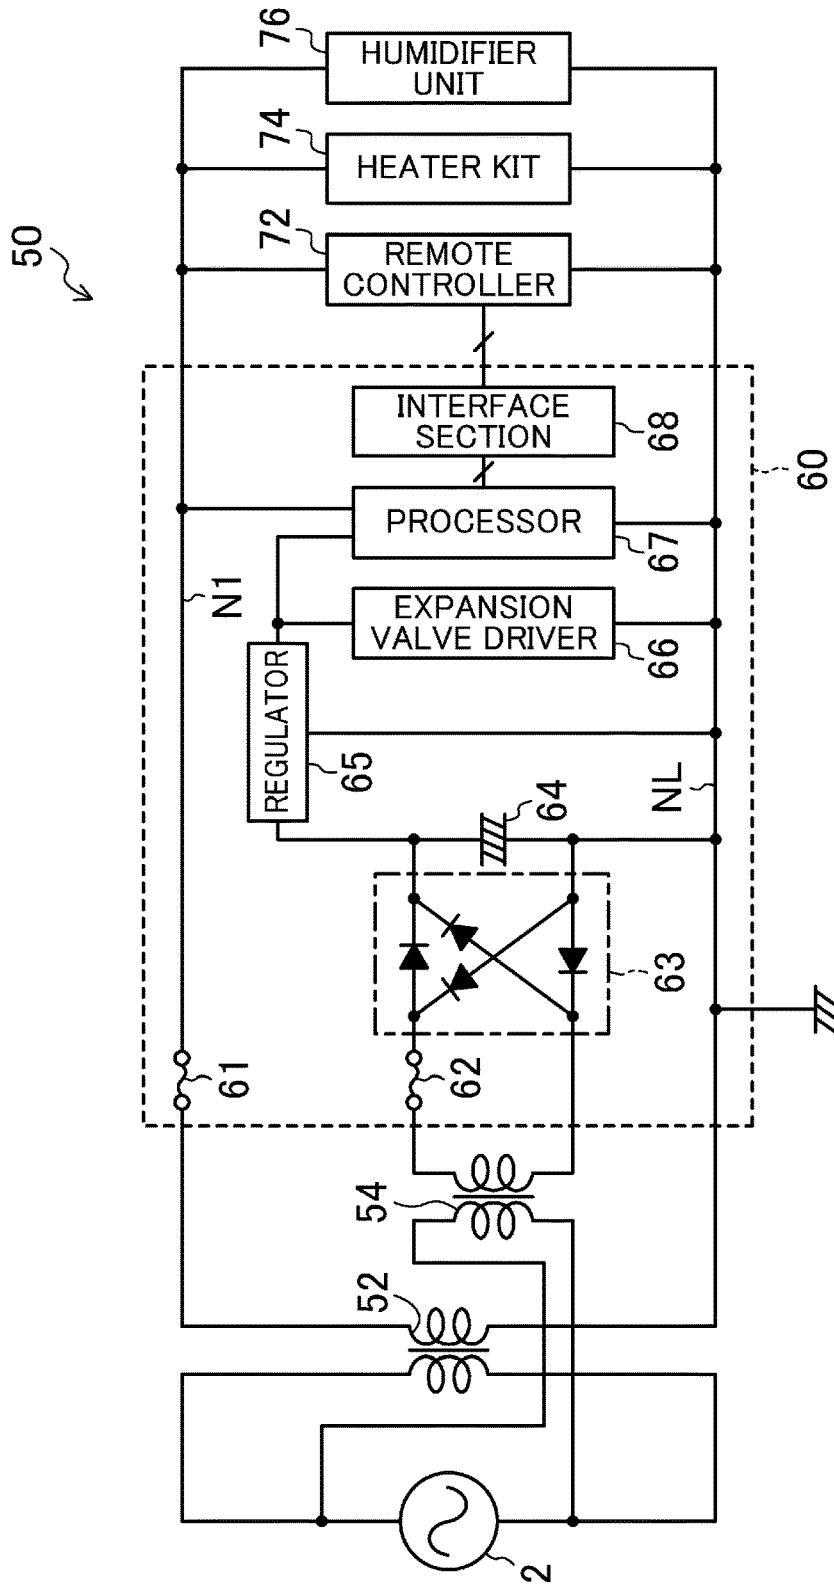 50
76
HUMIDIFIER
UNIT
74
HEATER KIT
72
REMOTE
CONTROLLER
INTERFACE
SECTION
68
60
PROCESSOR
67
N1
EXPANSION
VALVE DRIVER
66
REGULATOR
65
64
NL
63
61
62
54
52
2